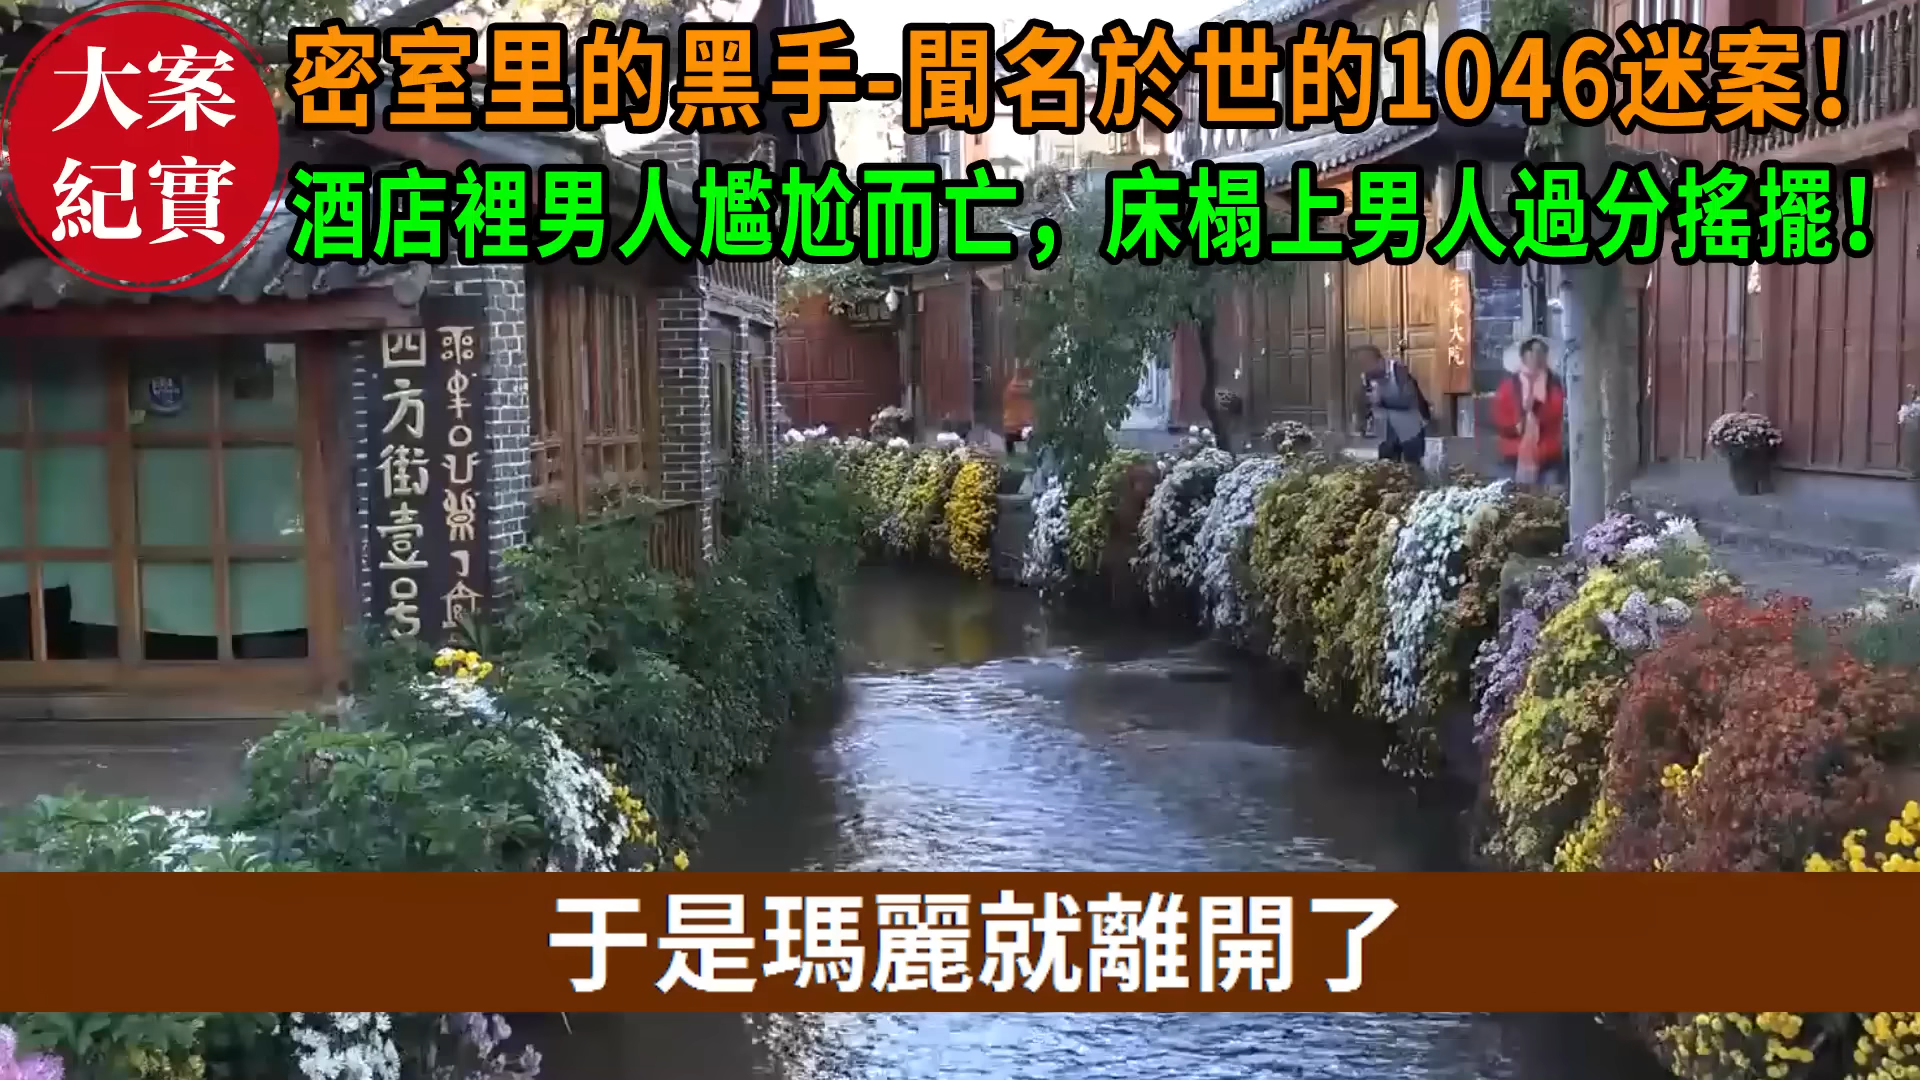 大案
紀實
密室里的黑手-聞名於世的1046迷案!
酒店裡男人尷尬而亡，床榻上男人過分搖擺!
四方街壹号
大院
于是瑪麗就離開了